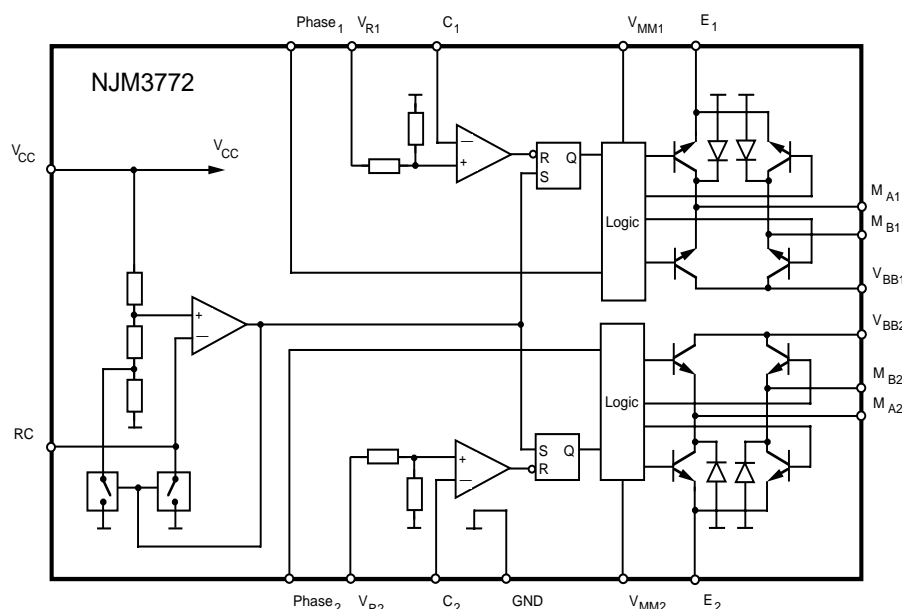 Phase1 VR1 C1 VMM1 E1
NJM3772
VCC VCC
R Q
S
MA1
MB1
Logic
VBB1
VBB2
MB2
Logic
MA2
RC
S Q
R
Phase2 VR2 C2 GND VMM2 E2